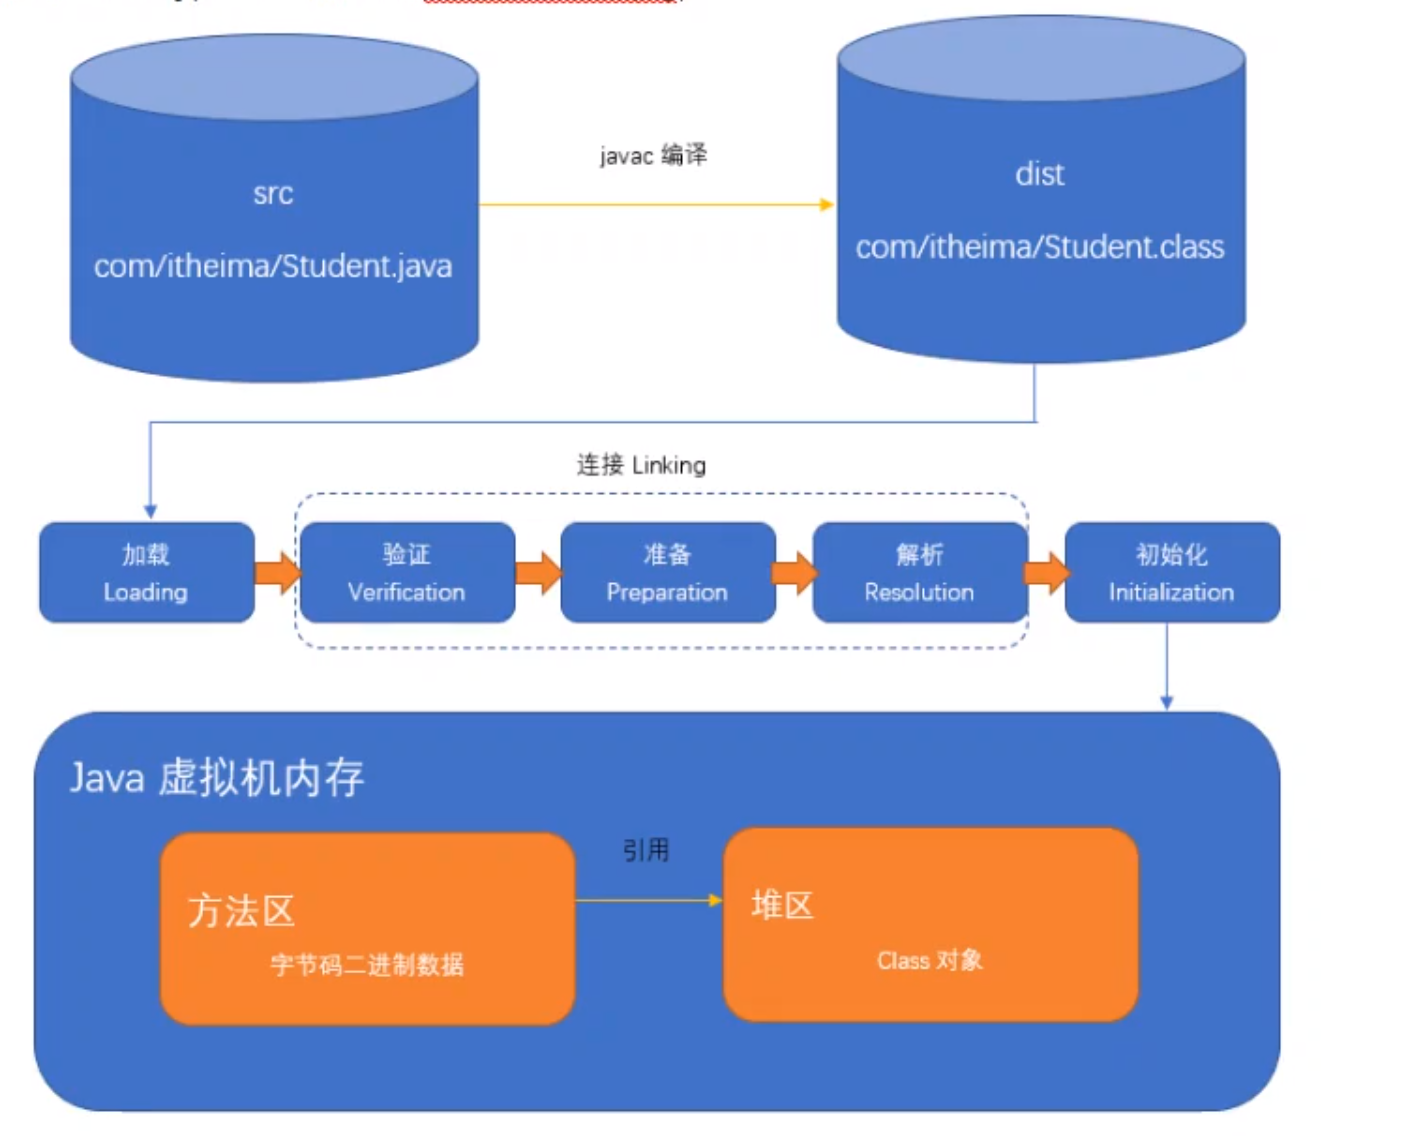 src
com/itheima/Student.java
javac 编译
dist
com/itheima/Student.class
连接 Linking
加载
Loading
验证
Verification
准备
Preparation
解析
Resolution
初始化
Initialization
Java 虚拟机内存
方法区
字节码二进制数据
引用
堆区
Class 对象